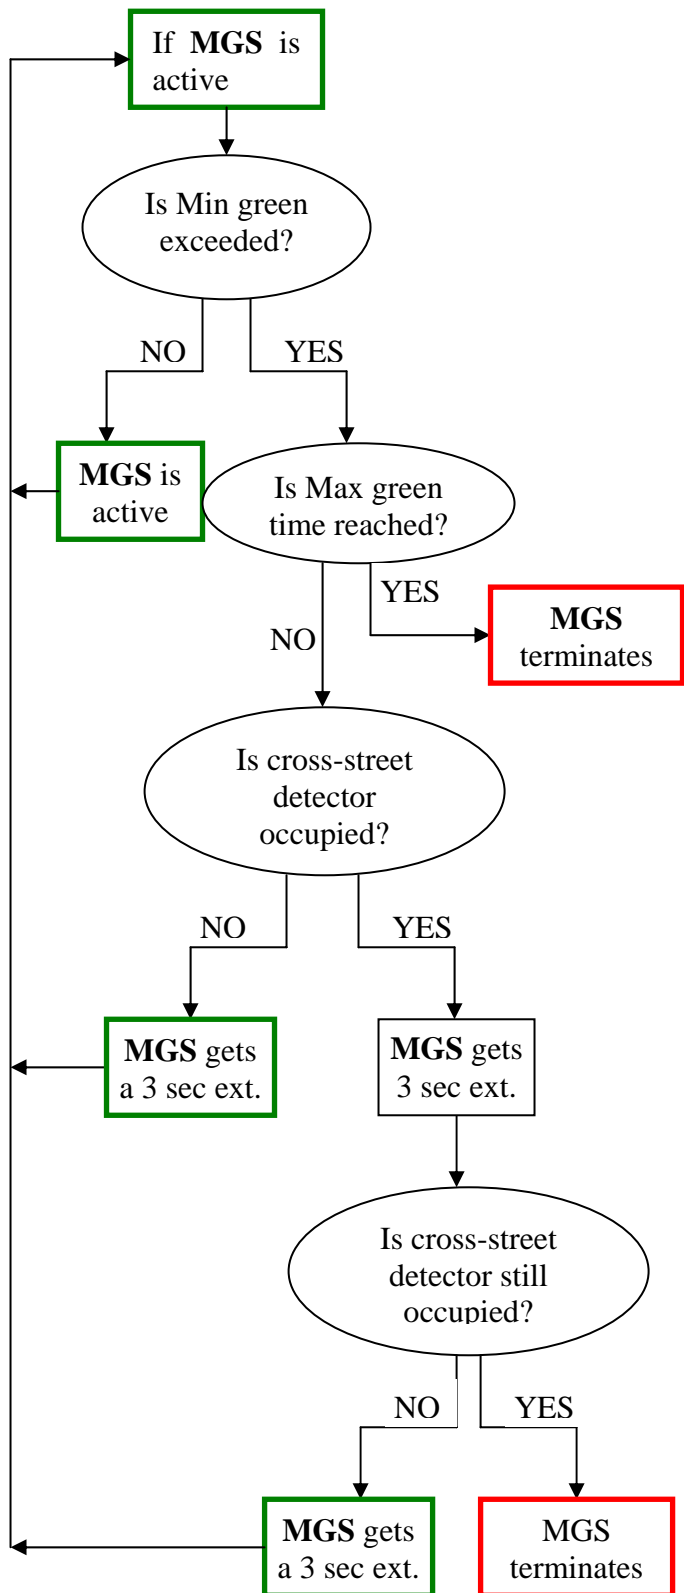 If MGS is
active
Is Min green
exceeded?
NO
YES
MGS is
active
Is Max green
time reached?
YES
NO
MGS
terminates
Is cross-street
detector
occupied?
NO
YES
MGS gets
a 3 sec ext.
MGS gets
3 sec ext.
Is cross-street
detector still
occupied?
NO
YES
MGS gets
a 3 sec ext.
MGS
terminates